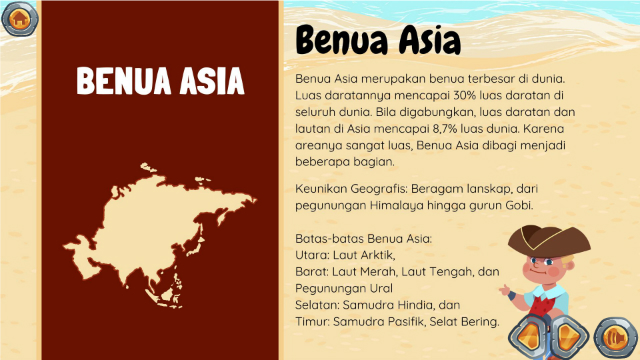 BENUA ASIA
Benua Asia
Benua Asia merupakan benua terbesar di dunia.
Luas daratannya mencapai 30% luas daratan di
seluruh dunia. Bila digabungkan, luas daratan dan
lautan di Asia mencapai 8,7% luas dunia. Karena
areanya sangat luas, Benua Asia dibagi menjadi
beberapa bagian.
Keunikan Geografis: Beragam lanskap, dari
pegunungan Himalaya hingga gurun Gobi.
Batas-batas Benua Asia:
Utara: Laut Arktik,
Barat: Laut Merah, Laut Tengah, dan
Pegunungan Ural
Selatan: Samudra Hindia, dan
Timur: Samudra Pasifik, Selat Bering.